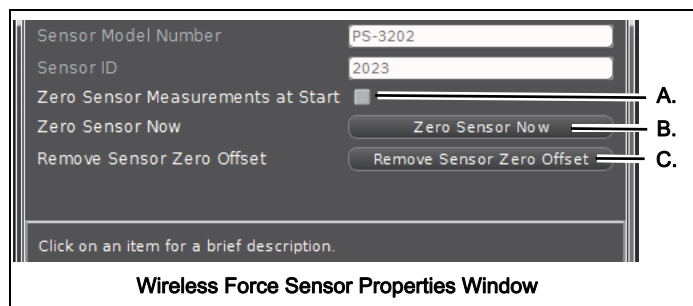 Sensor Model Number PS-3202
Sensor ID 2023
Zero Sensor Measurements at Start A.
Zero Sensor Now Zero Sensor Now B.
Remove Sensor Zero Offset Remove Sensor Zero Offset C.
Click on an item for a brief description.
Wireless Force Sensor Properties Window